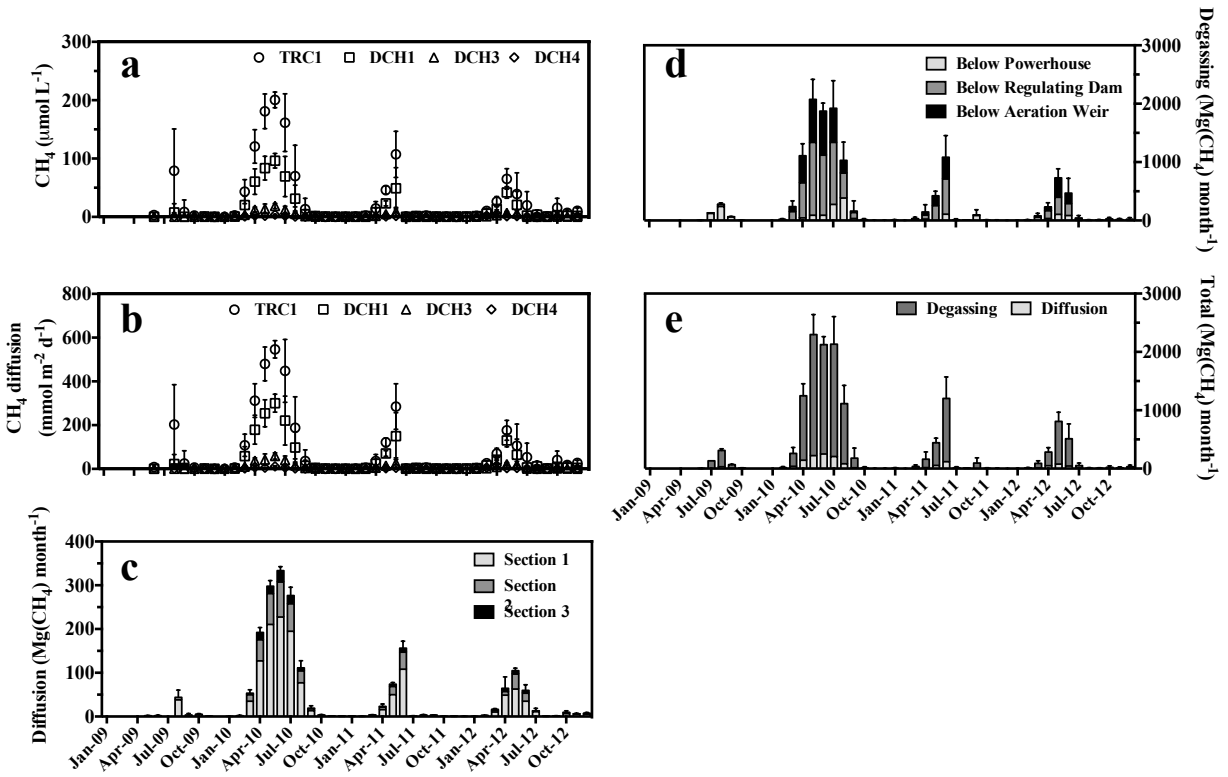 a
TRC1 DCH1 DCH3 DCH4
CH4 (µmol L-1)
300
200
100
0
b
TRC1 DCH1 DCH3 DCH4
CH4 diffusion
(mmol m-2 d-1)
800
600
400
200
0
c
Section 1
Section
2
Section 3
Diffusion (Mg(CH4) month-1)
400
300
200
100
0
Jan-09 Apr-09 Jul-09 Oct-09 Jan-10 Apr-10 Jul-10 Oct-10 Jan-11 Apr-11 Jul-11 Oct-11 Jan-12 Apr-12 Jul-12 Oct-12
d
Below Powerhouse
Below Regulating Dam
Below Aeration Weir
Degassing (Mg(CH4) month-1)
3000
2000
1000
0
e
Degassing Diffusion
Total (Mg(CH4) month-1)
3000
2000
1000
0
Jan-09 Apr-09 Jul-09 Oct-09 Jan-10 Apr-10 Jul-10 Oct-10 Jan-11 Apr-11 Jul-11 Oct-11 Jan-12 Apr-12 Jul-12 Oct-12